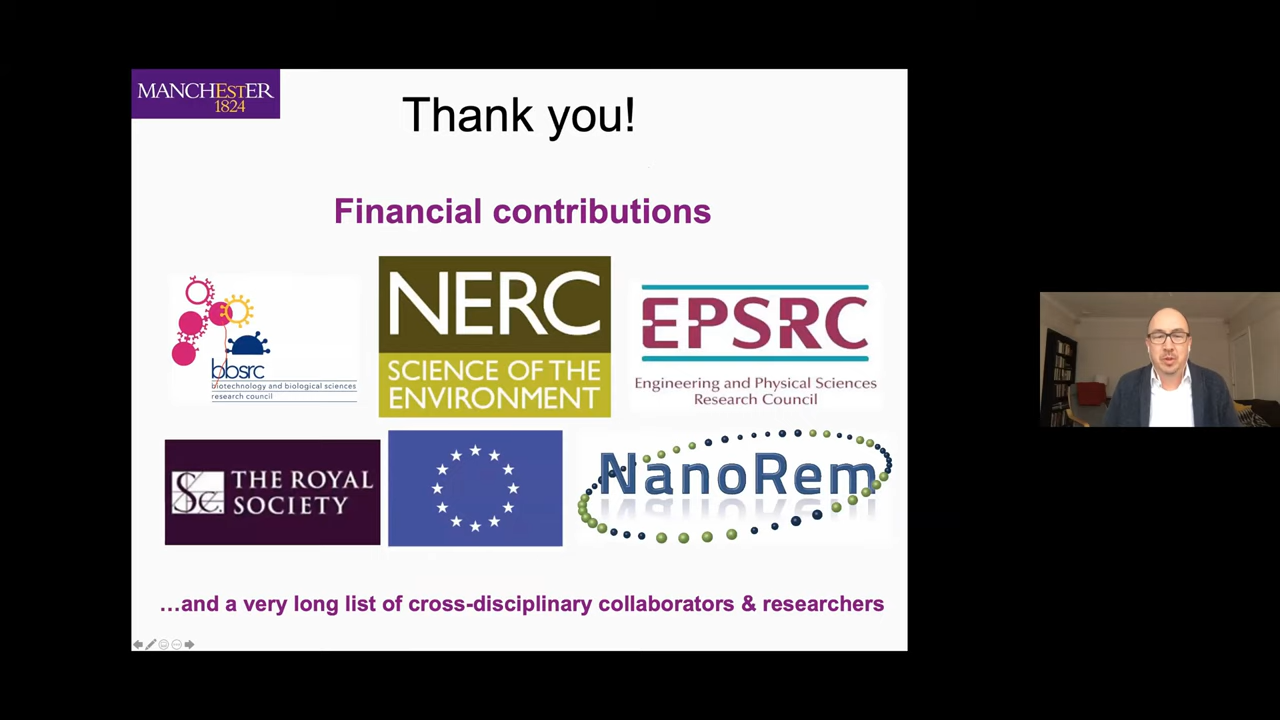 MANCHESTER
1824
Thank you!
Financial contributions
bbsrc
biotechnology and biological sciences
research council
NERC
SCIENCE OF THE
ENVIRONMENT
EPSRC
Engineering and Physical Sciences
Research Council
THE ROYAL
SOCIETY
NanoRem
…and a very long list of cross-disciplinary collaborators & researchers